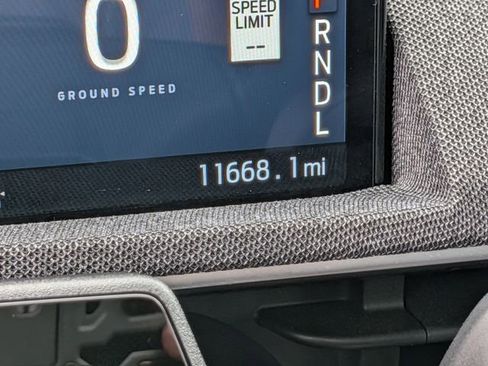 0
GROUND SPEED
SPEED
LIMIT
--
R
N
D
L
11668.1mi